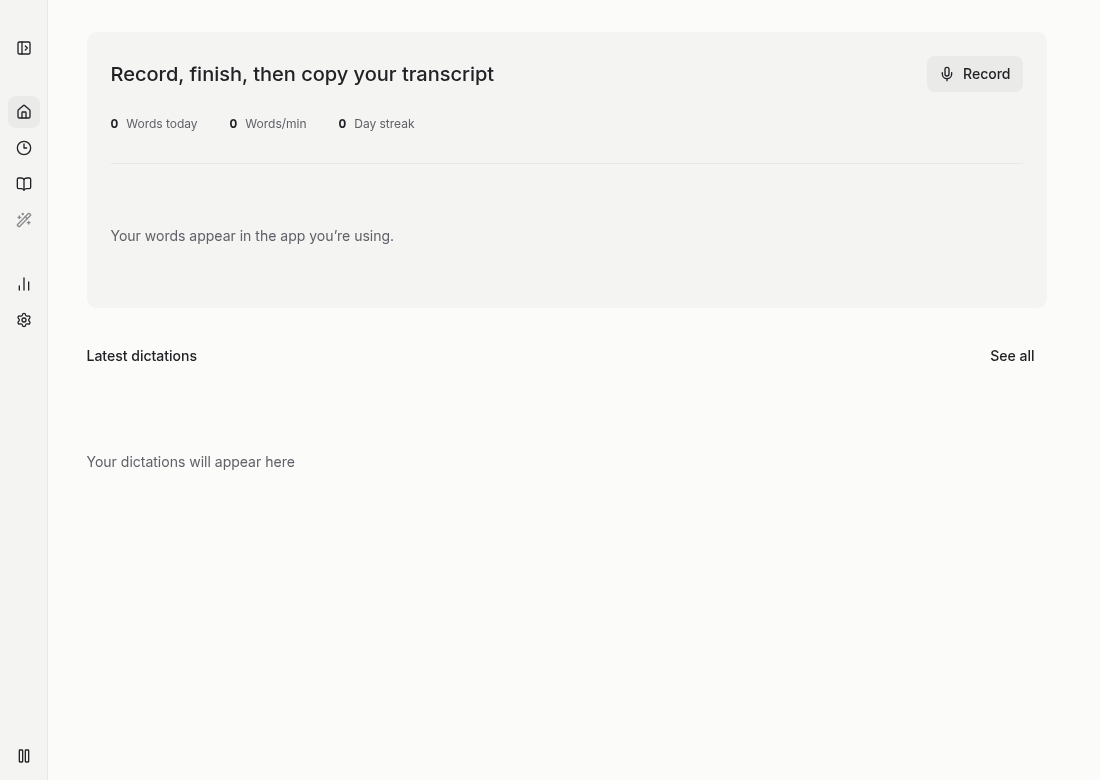 Record, finish, then copy your transcript
Record
0 Words today 0 Words/min 0 Day streak
Your words appear in the app you’re using.
Latest dictations
See all
Your dictations will appear here